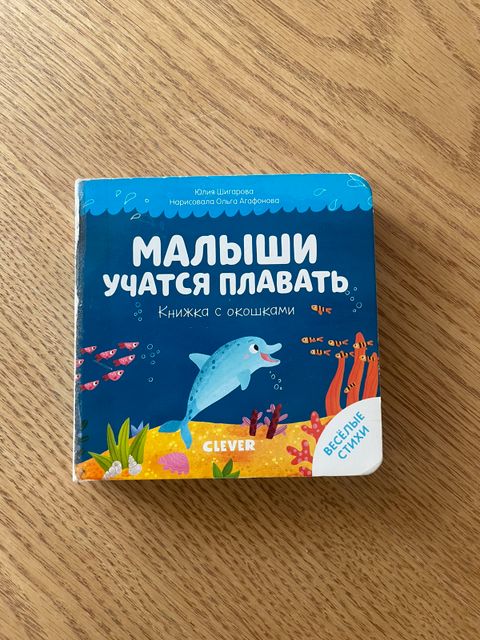 Юлия Шигарова
Нарисовала Ольга Агафонова
МАЛЫШИ
УЧАТСЯ ПЛАВАТЬ
Книжка с окошками
CLEVER
ВЕСЁЛЫЕ
СТИХИ